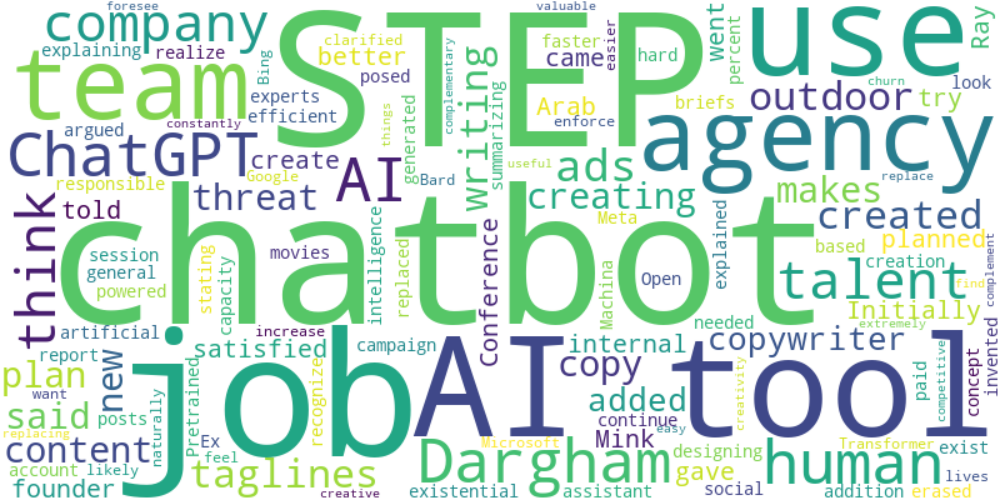 foresee
company
STEP
valuable
use
Ray
explaining
realize
Bing
clarified
better
complementary
faster
came
easier
hard
went
percent
team
experts
posed
writing
summarizing
Arab
briefs
outdoor
churn
look
try
argued
efficient
constantly
things
generated
enforce
agency
ChatGPT
create
AI
Bard
useful
ads
replace
responsible
Google
threat
creating
makes
think
told
chatbot
Meta
created
session
general
powered
movies
stating
capacity
intelligence
replaced
Conference
Machina
Open
explained
based
planned
creation
talent
find
complement
Initially
extremely
artificial
increase
needed
invented
report
new
job
satisfied
campaign
AI tool
internal
copywriter
plan
want
Pretrained
recognize
copy
creativity
paid
competitive
concept
said
posts
naturally
added
continue
easy
replacing
Ex
feel
Microsoft
Mink
designing
Transformer
exist
content
account
likely
taglines
Dargham
gave
human
lives
founder
creative
existential
assistant
social
addition
erased